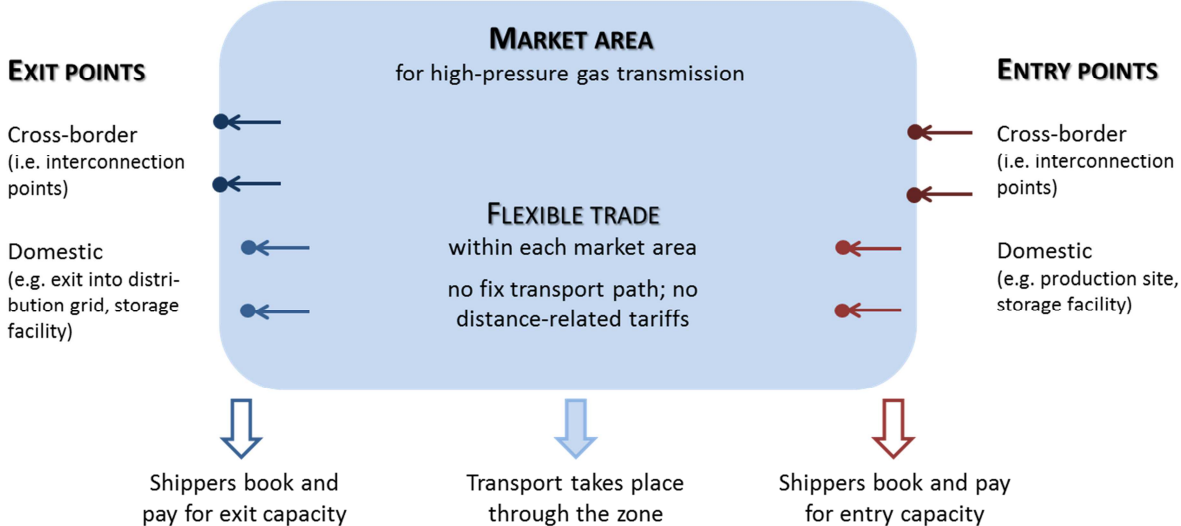 MARKET AREA
for high-pressure gas transmission
EXIT POINTS
Cross-border
(i.e. interconnection
points)
Domestic
(e.g. exit into distri-
bution grid, storage
facility)
FLEXIBLE TRADE
within each market area
no fix transport path; no
distance-related tariffs
ENTRY POINTS
Cross-border
(i.e. interconnection
points)
Domestic
(e.g. production site,
storage facility)
Shippers book and
pay for exit capacity
Transport takes place
through the zone
Shippers book and pay
for entry capacity